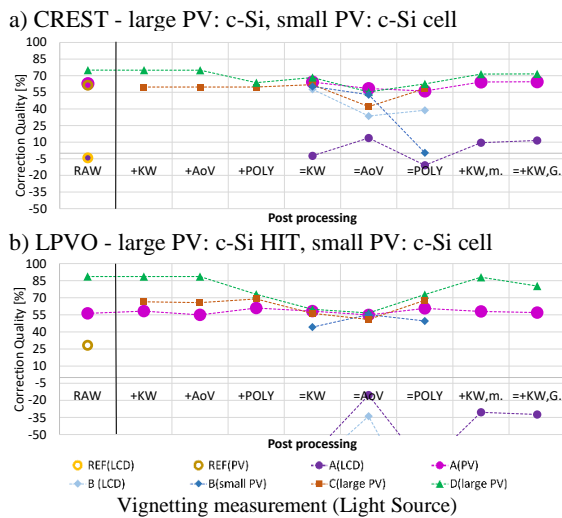 a) CREST - large PV: c-Si, small PV: c-Si cell
Correction Quality [%]
100
85
70
55
40
25
10
-5
-20
-35
-50
RAW
+KW
+AoV
+POLY
=KW
=AoV
=POLY
+KW,m.
=+KW,G.
Post processing
b) LPVO - large PV: c-Si HIT, small PV: c-Si cell
Correction Quality [%]
100
85
70
55
40
25
10
-5
-20
-35
-50
RAW
+KW
+AoV
+POLY
=KW
=AoV
=POLY
+KW,m.
=+KW,G.
Post processing
REF(LCD)
REF(PV)
A(LCD)
A(PV)
B (LCD)
B(small PV)
C(large PV)
D(large PV)
Vignetting measurement (Light Source)